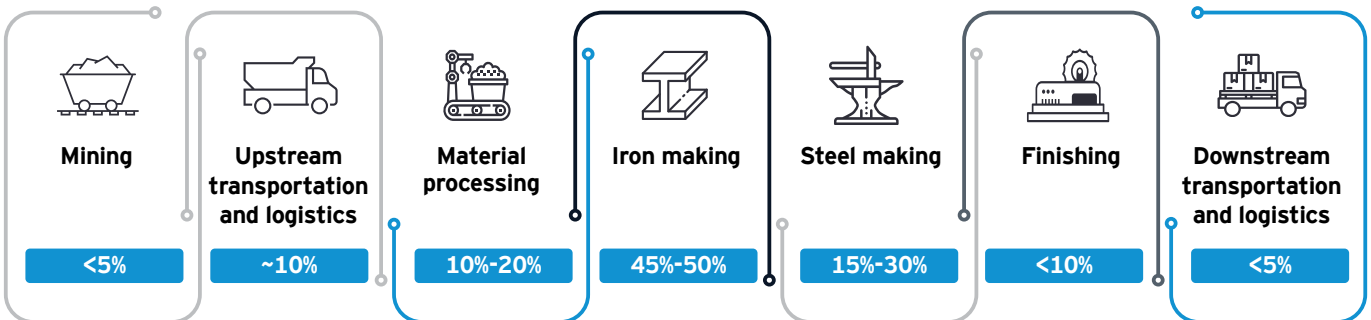 Mining
<5%
Upstream
transportation
and logistics
~10%
Material
processing
10%-20%
Iron making
45%-50%
Steel making
15%-30%
Finishing
<10%
Downstream
transportation
and logistics
<5%